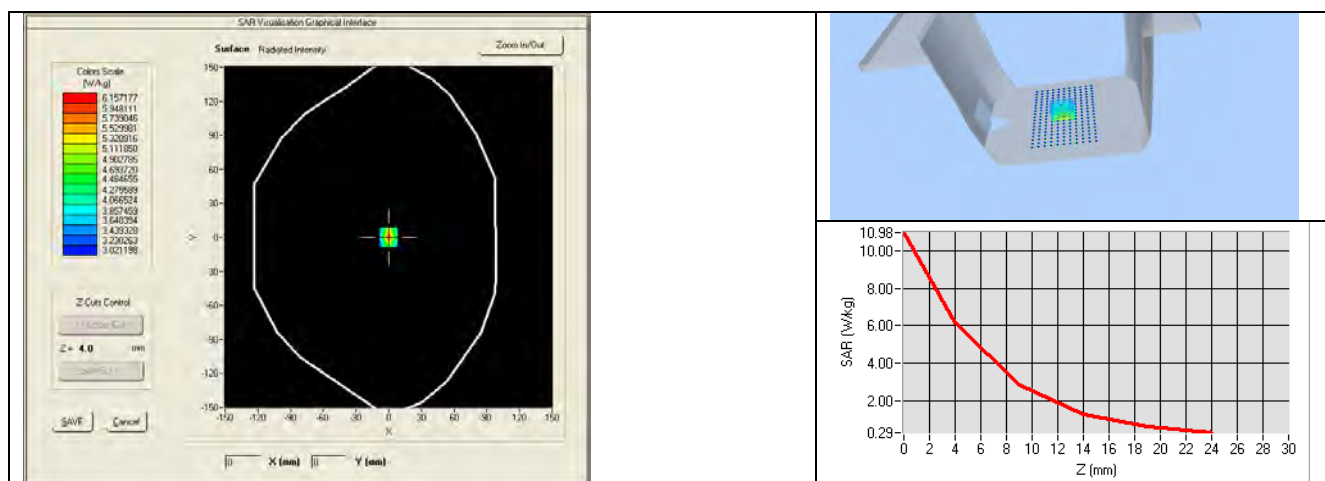 SAR Visualisation Graphical Interface
Surface Radiated Intensity
Zoom In/Out
Colors Scale
(W/kg)
6.157177
5.948111
5.739046
5.529981
5.320916
5.111850
4.902785
4.693720
4.484655
4.279589
4.066524
3.857459
3.648394
3.439328
3.230263
3.021198
150
120
90
60
30
0
-30
-60
-90
-120
-150
Y
-150 -120 -90 -60 -30 0 30 60 90 120 150
X
Z Cuts Control
Z = 4.0 mm
SAVE Cancel
0 X (mm) 0 Y (mm)
10.98
10.00
8.00
6.00
4.00
2.00
0.29
SAR (W/kg)
0 2 4 6 8 10 12 14 16 18 20 22 24 26 28 30
Z (mm)